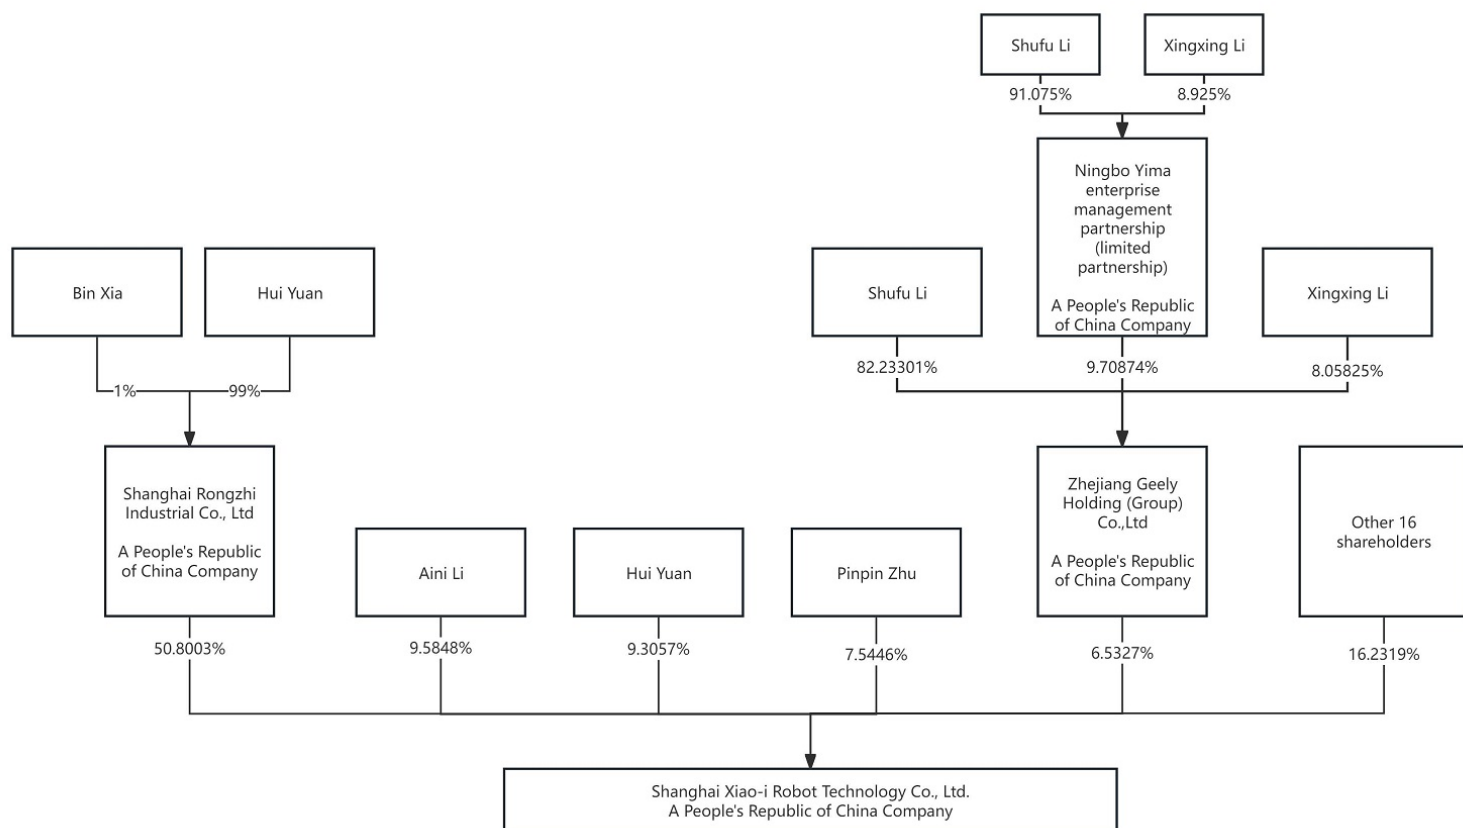 Shufu Li
Xingxing Li
91.075%
8.925%
Ningbo Yima
enterprise
management
partnership
(limited
partnership)
A People's Republic
of China Company
Bin Xia
Hui Yuan
Shufu Li
Xingxing Li
82.23301%
9.70874%
8.05825%
1%
99%
Shanghai Rongzhi
Industrial Co., Ltd
A People's Republic
of China Company
Aini Li
Hui Yuan
Pinpin Zhu
Zhejiang Geely
Holding (Group)
Co.,Ltd
A People's Republic
of China Company
Other 16
shareholders
50.8003%
9.5848%
9.3057%
7.5446%
6.5327%
16.2319%
Shanghai Xiao-i Robot Technology Co., Ltd.
A People's Republic of China Company